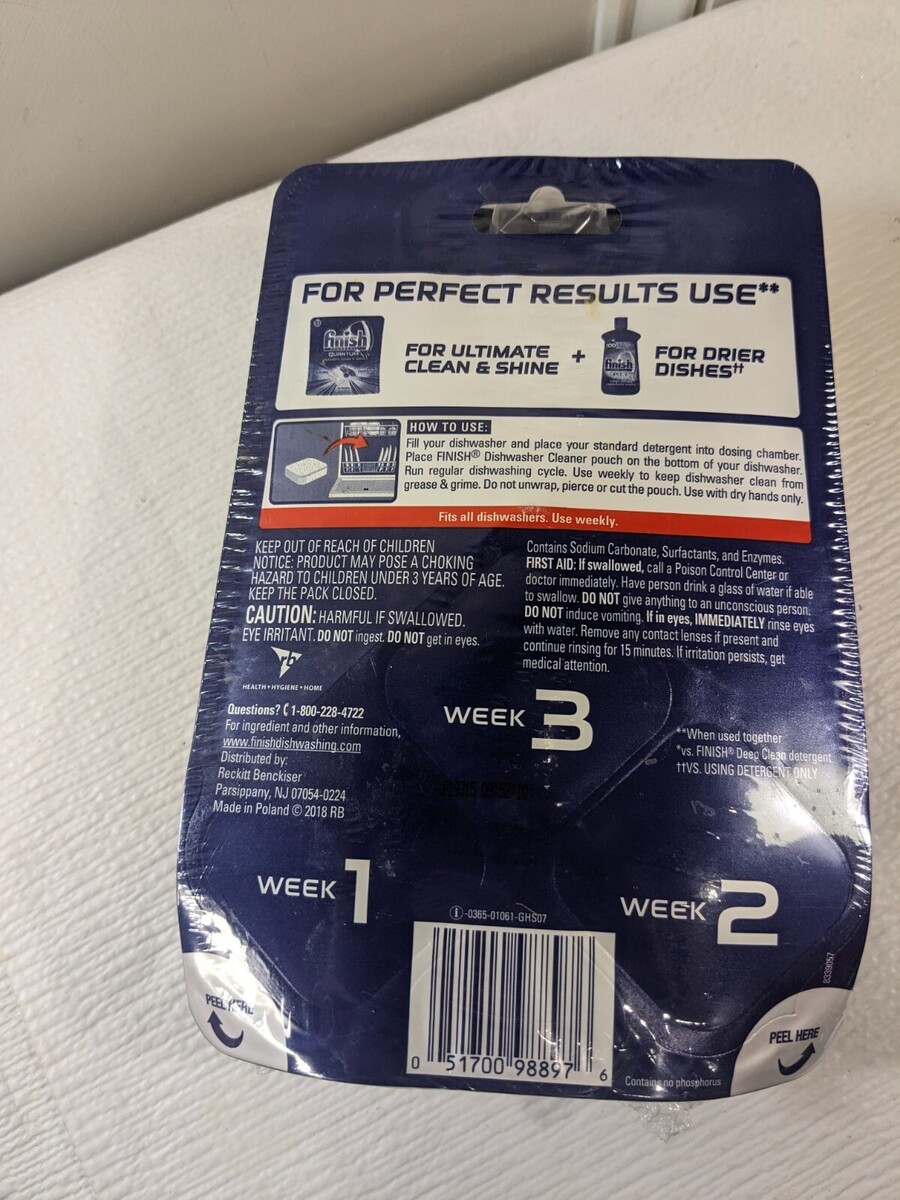 FOR PERFECT RESULTS USE**
finish
QUANTUM
FOR ULTIMATE
CLEAN & SHINE
+
finish
FOR DRIER
DISHES††
HOW TO USE:
Fill your dishwasher and place your standard detergent into dosing chamber.
Place FINISH® Dishwasher Cleaner pouch on the bottom of your dishwasher.
Run regular dishwashing cycle. Use weekly to keep dishwasher clean from
grease & grime. Do not unwrap, pierce or cut the pouch. Use with dry hands only.
Fits all dishwashers. Use weekly.
KEEP OUT OF REACH OF CHILDREN
NOTICE: PRODUCT MAY POSE A CHOKING
HAZARD TO CHILDREN UNDER 3 YEARS OF AGE.
KEEP THE PACK CLOSED.
CAUTION: HARMFUL IF SWALLOWED.
EYE IRRITANT. DO NOT ingest. DO NOT get in eyes.
rb
HEALTH • HYGIENE • HOME
Questions? 1-800-228-4722
For ingredient and other information,
www.finishdishwashing.com
Distributed by:
Reckitt Benckiser
Parsippany, NJ 07054-0224
Made in Poland © 2018 RB
Contains Sodium Carbonate, Surfactants, and Enzymes.
FIRST AID: If swallowed, call a Poison Control Center or
doctor immediately. Have person drink a glass of water if able
to swallow. DO NOT give anything to an unconscious person.
DO NOT induce vomiting. If in eyes, IMMEDIATELY rinse eyes
with water. Remove any contact lenses if present and
continue rinsing for 15 minutes. If irritation persists, get
medical attention.
WEEK 3
**When used together
*vs. FINISH® Deep Clean detergent
††VS. USING DETERGENT ONLY
WEEK 1
WEEK 2
i-0365-01061-GHS07
8339057
PEEL HERE
PEEL HERE
0 51700 98897 6
Contains no phosphorus